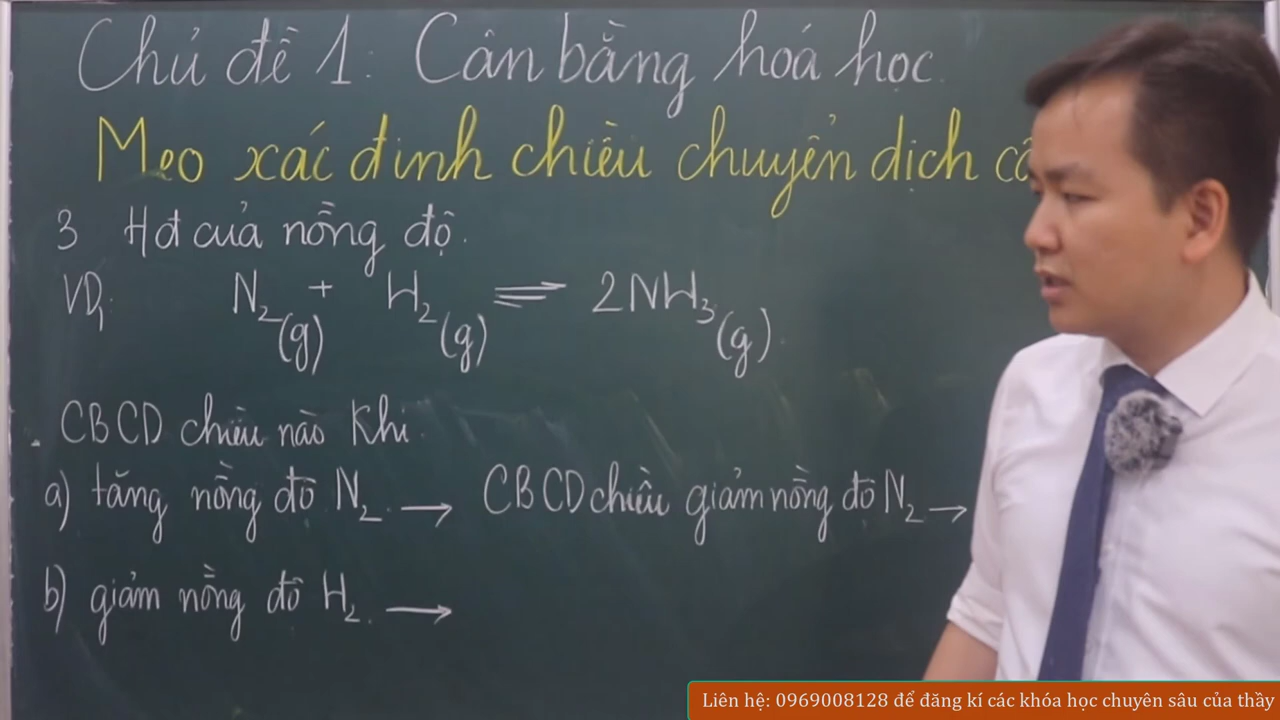 Chủ đề 1: Cân bằng hoá học.
Mẹo xác định chiều chuyển dịch
3 Hđ của nồng độ.
VD1 N2(g) + H2(g) ⇌ 2NH3(g)
CBCD chiều nào khi
a) tăng nồng độ N2 → CBCD chiều giảm nồng độ N2 →
b) giảm nồng độ H2 →
Liên hệ: 0969008128 để đăng kí các khóa học chuyên sâu của thầy